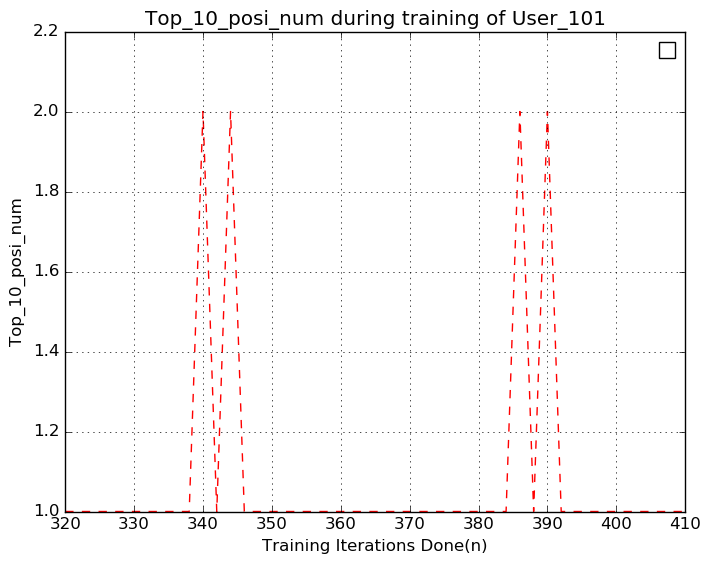 Top_10_posi_num during training of User_101
2.2
2.0
1.8
1.6
1.4
1.2
1.0
Top_10_posi_num
320 330 340 350 360 370 380 390 400 410
Training Iterations Done(n)